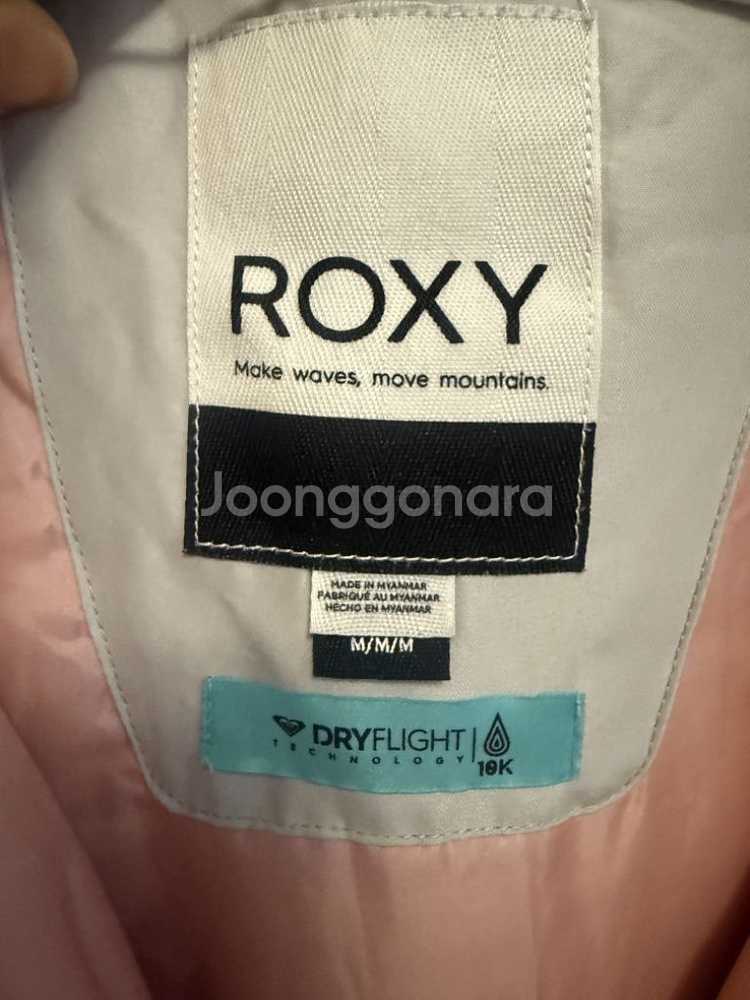 ROXY
Make waves, move mountains.
Joonggonara
MADE IN MYANMAR
FABRIQUÉ AU MYANMAR
HECHO EN MYANMAR
M/M/M
DRYFLIGHT
TECHNOLOGY
10K